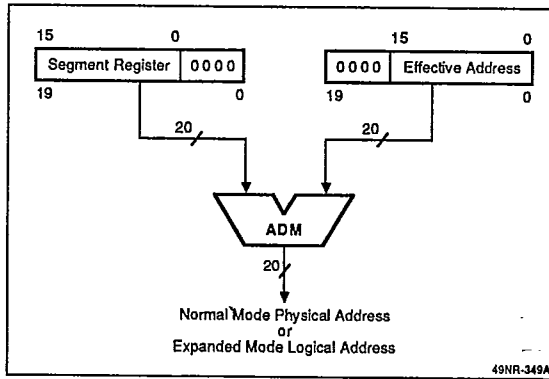 15 0 15 0
Segment Register 0000 0000 Effective Address
19 0 19 0
20 20
ADM
20
Normal Mode Physical Address
or
Expanded Mode Logical Address
49NR-349A